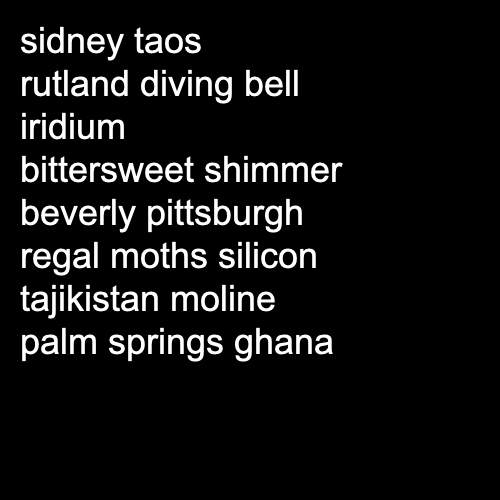 sidney taos
rutland diving bell
iridium
bittersweet shimmer
beverly pittsburgh
regal moths silicon
tajikistan moline
palm springs ghana